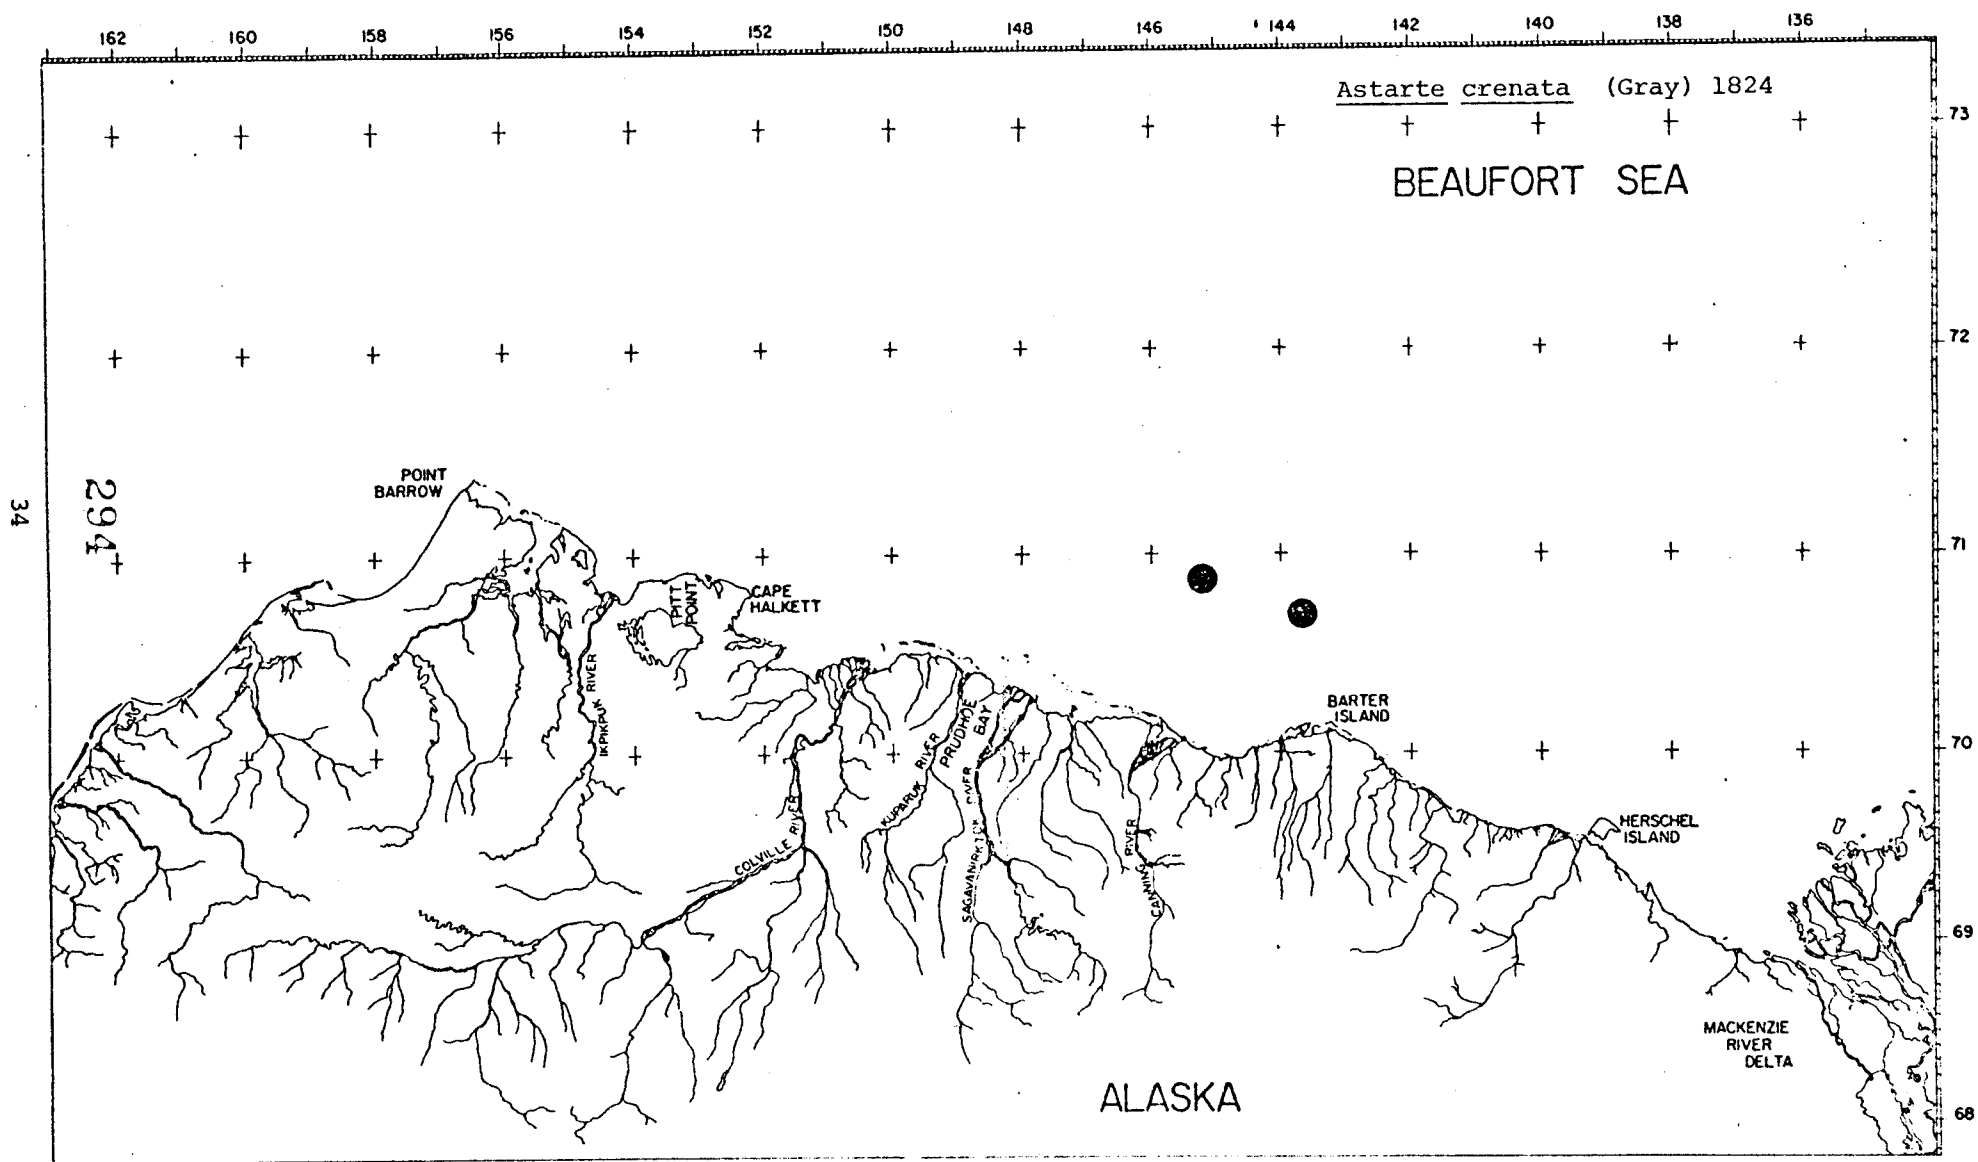 162 160 158 156 154 152 150 148 146 144 142 140 138 136
Astarte crenata (Gray) 1824
73
BEAUFORT SEA
72
POINT
BARROW
294
34
71
PITT
POINT
CAPE
HALKETT
IKPIKPUK RIVER
BARTER
ISLAND
PRUDHOE
BAY
70
KUPARUK RIVER
COLVILLE RIVER
SAGAVANIRKTOK RIVER
CANNING RIVER
HERSCHEL
ISLAND
69
MACKENZIE
RIVER
DELTA
ALASKA
68